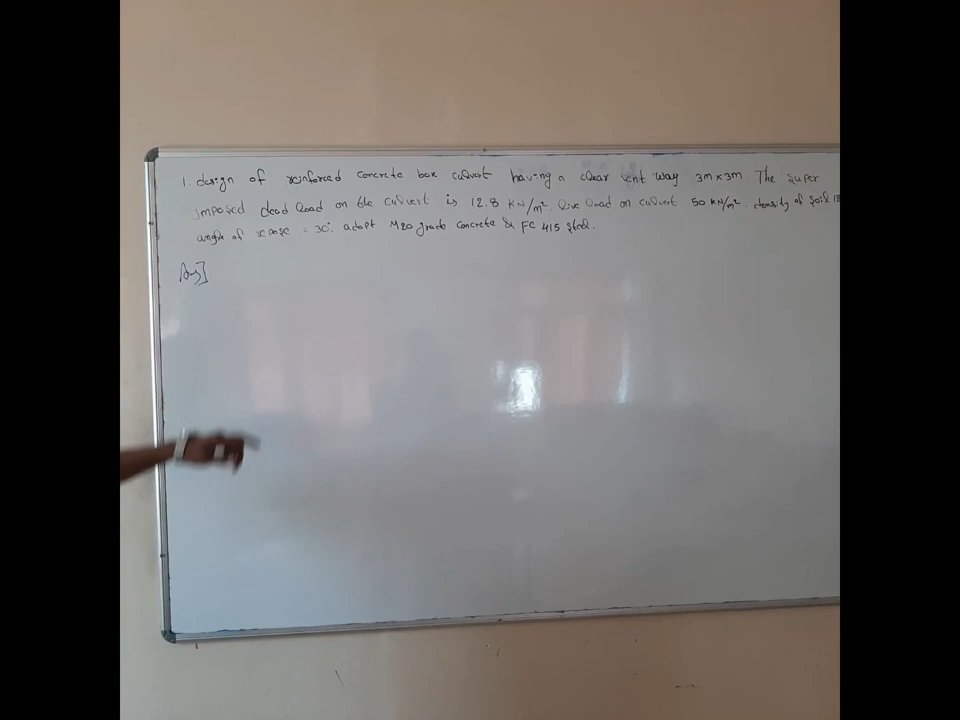 1. design of reinforced concrete box culvert having a clear vent way 3m×3m The super
imposed dead load on the culvert is 12.8 KN/m². live load on culvert 50 KN/m². density of soil 18
angle of repose = 30° adopt M20 grade concrete & FC 415 steel.
Ans]